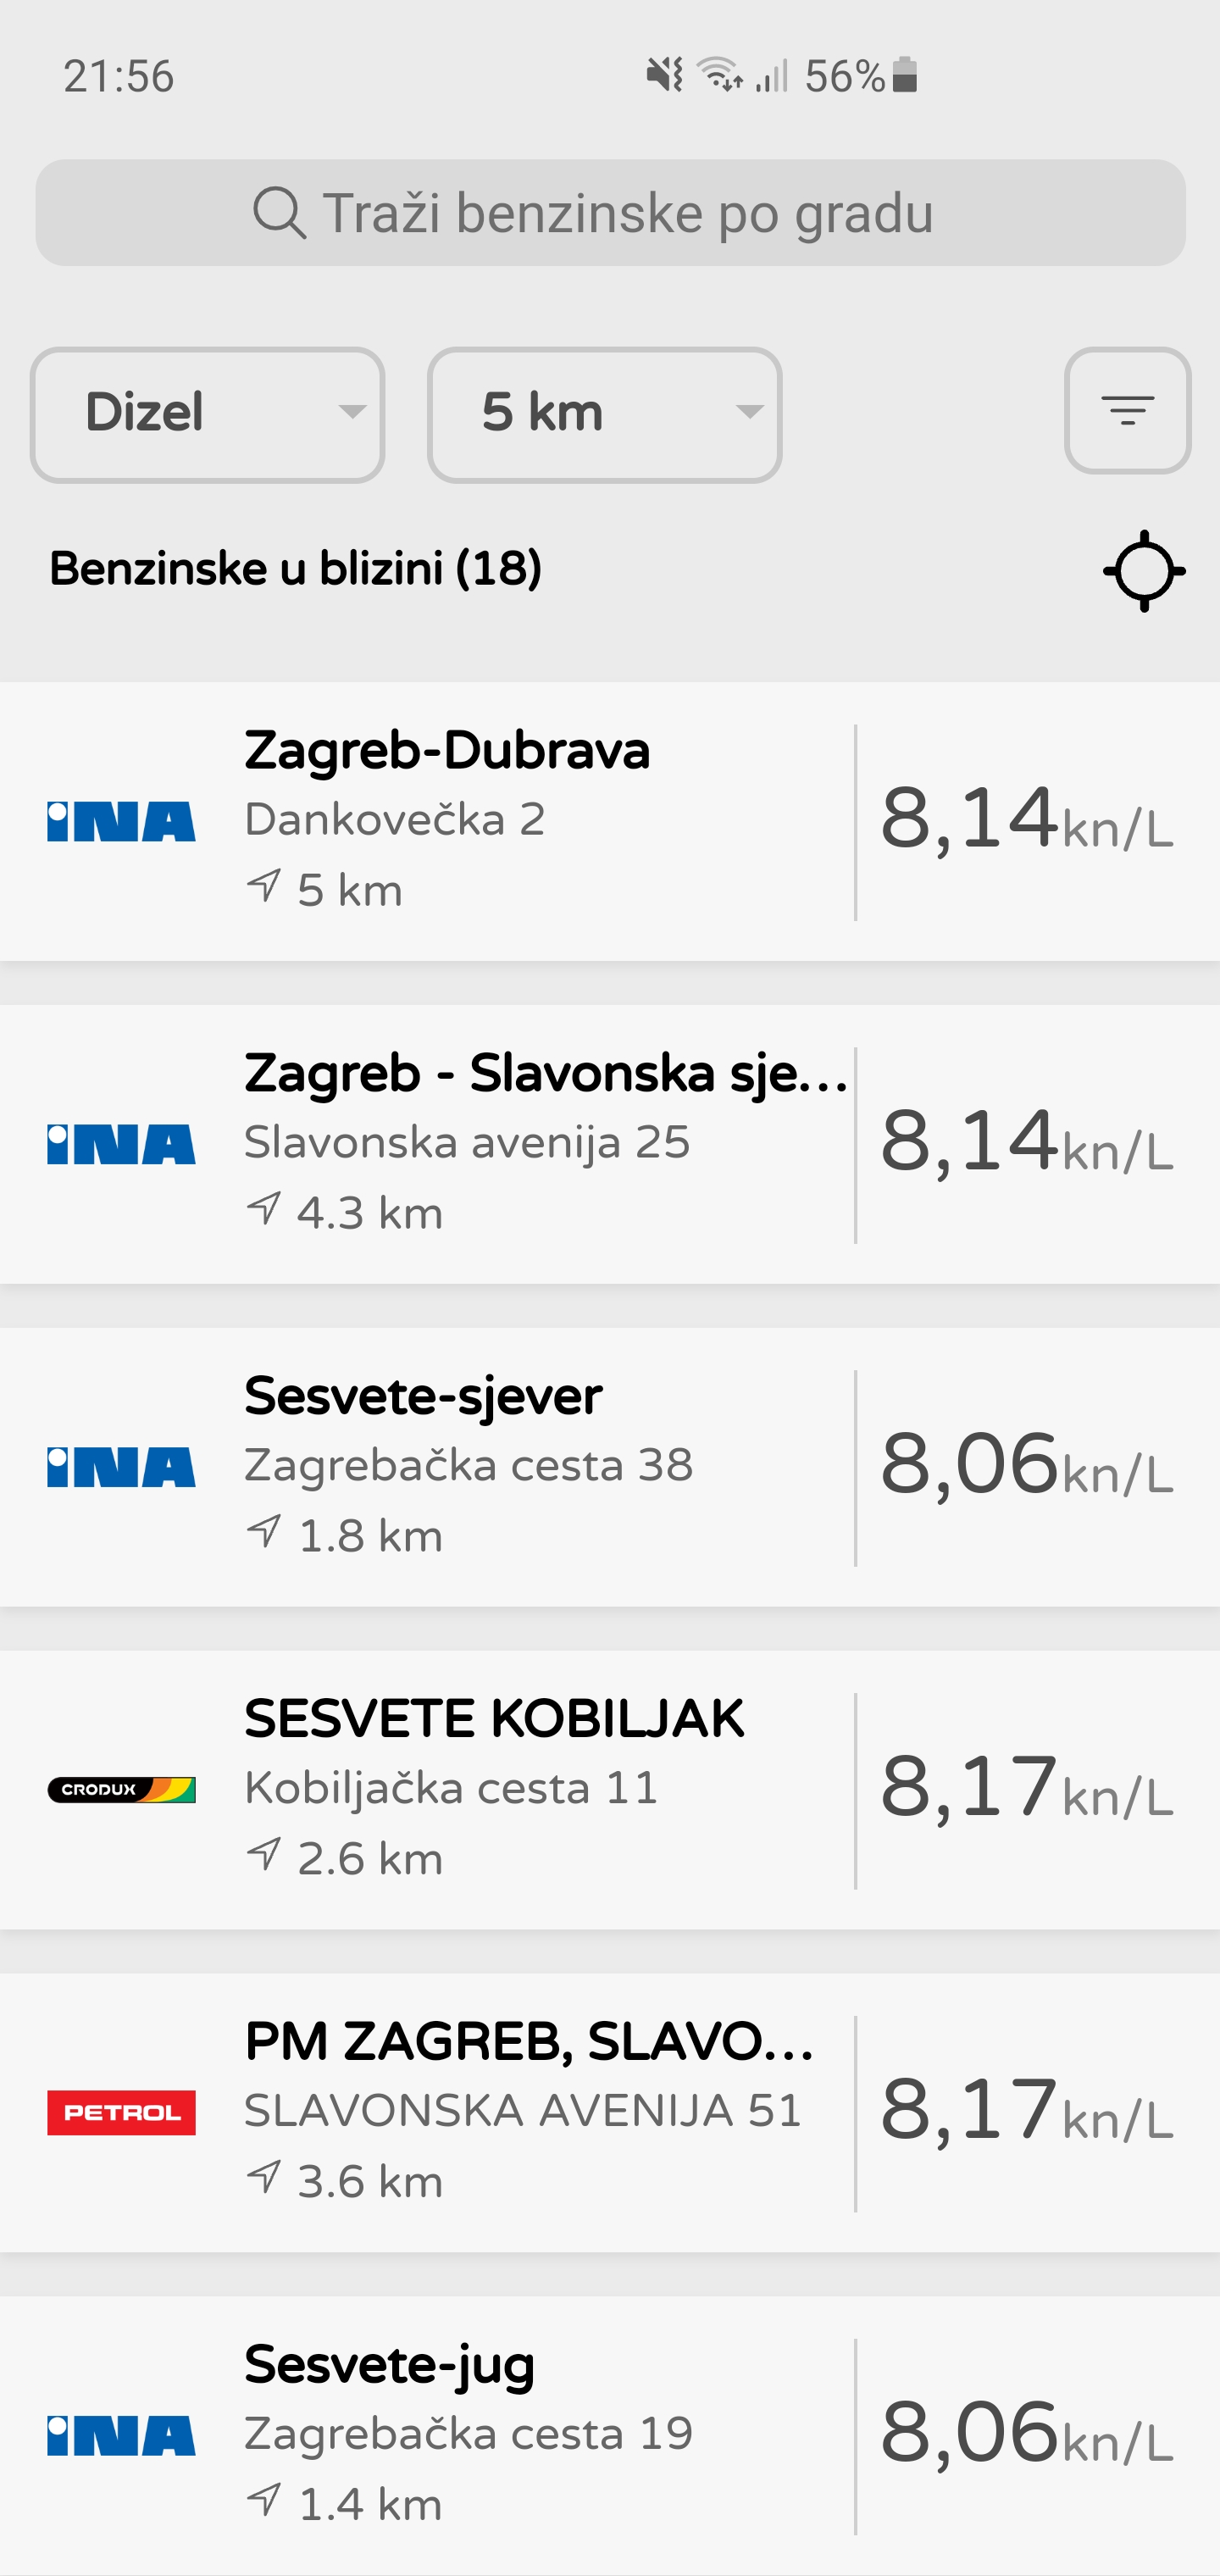 21:56 56%
Traži benzinske po gradu
Dizel 5 km
Benzinske u blizini (18)
Zagreb-Dubrava
INA Dankovečka 2 8,14kn/L
5 km
Zagreb - Slavonska sje...
INA Slavonska avenija 25 8,14kn/L
4.3 km
Sesvete-sjever
INA Zagrebačka cesta 38 8,06kn/L
1.8 km
SESVETE KOBILJAK
CRODUX Kobiljačka cesta 11 8,17kn/L
2.6 km
PM ZAGREB, SLAVO...
PETROL SLAVONSKA AVENIJA 51 8,17kn/L
3.6 km
Sesvete-jug
INA Zagrebačka cesta 19 8,06kn/L
1.4 km